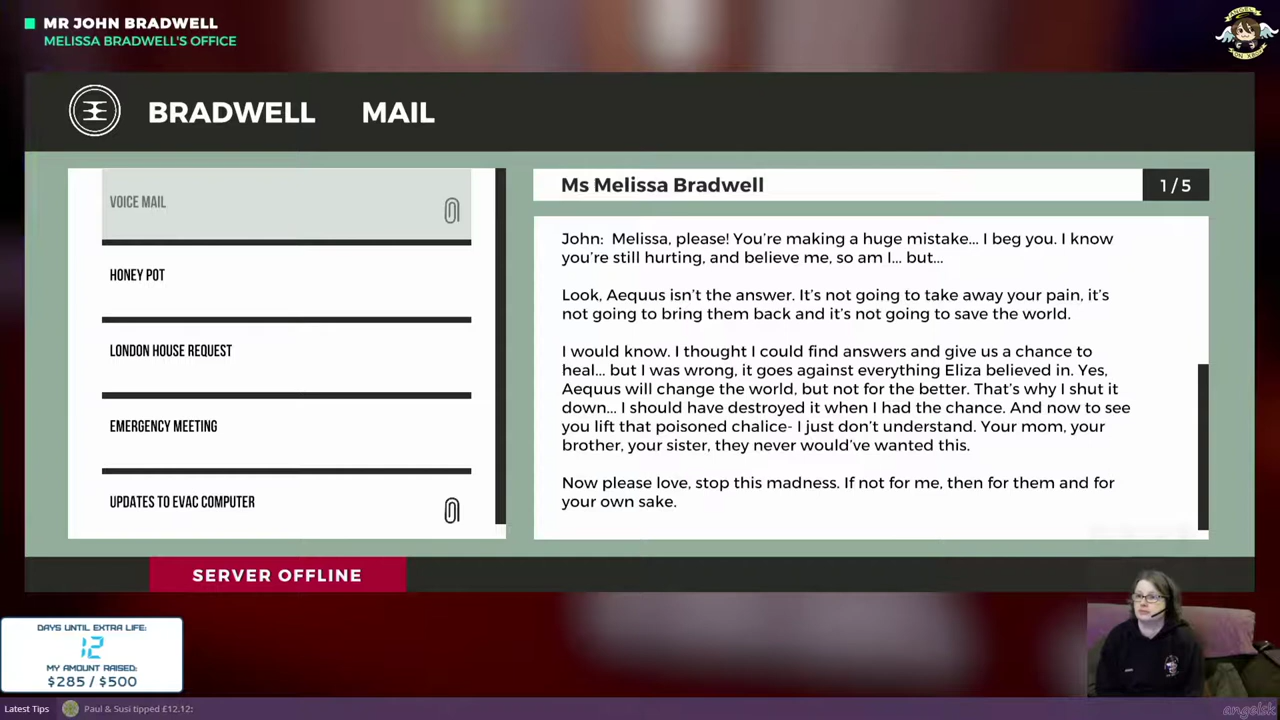 MR JOHN BRADWELL
MELISSA BRADWELL'S OFFICE
ANGEL
ON XBOX
BRADWELL MAIL
VOICE MAIL
HONEY POT
LONDON HOUSE REQUEST
EMERGENCY MEETING
UPDATES TO EVAC COMPUTER
Ms Melissa Bradwell
1 / 5
John: Melissa, please! You're making a huge mistake... I beg you. I know
you're still hurting, and believe me, so am I... but...
Look, Aequus isn't the answer. It's not going to take away your pain, it's
not going to bring them back and it's not going to save the world.
I would know. I thought I could find answers and give us a chance to
heal... but I was wrong, it goes against everything Eliza believed in. Yes,
Aequus will change the world, but not for the better. That's why I shut it
down... I should have destroyed it when I had the chance. And now to see
you lift that poisoned chalice- I just don't understand. Your mom, your
brother, your sister, they never would've wanted this.
Now please love, stop this madness. If not for me, then for them and for
your own sake.
SERVER OFFLINE
DAYS UNTIL EXTRA LIFE:
12
MY AMOUNT RAISED:
$285 / $500
Latest Tips
Paul & Susi tipped £12.12:
angelsk